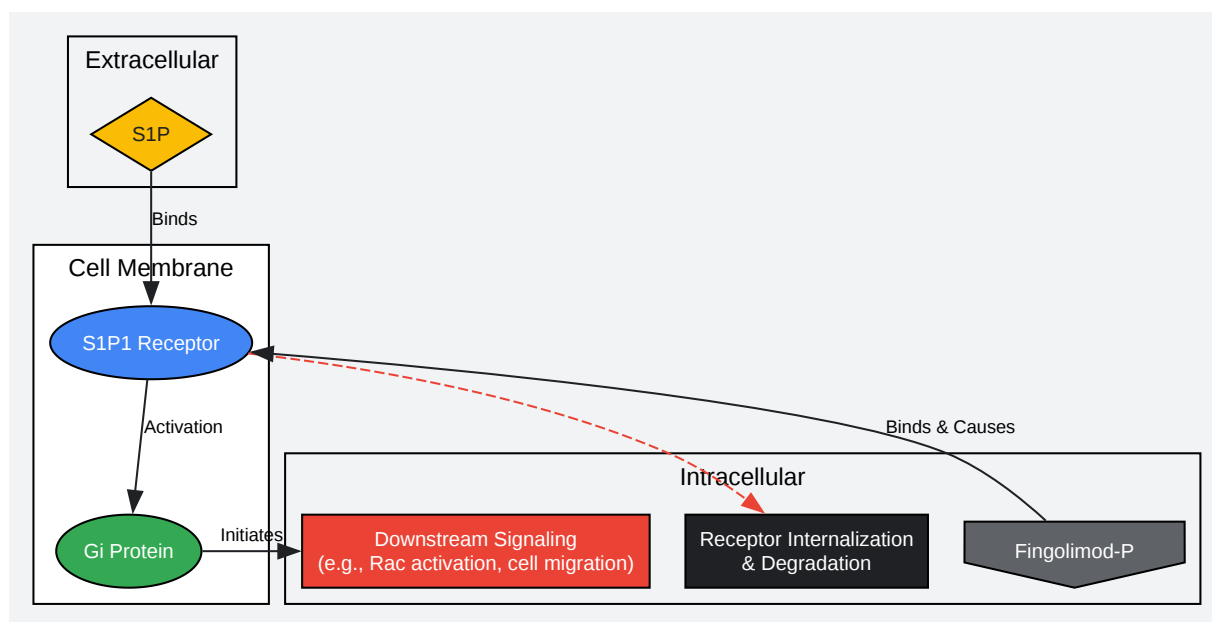 Extracellular
S1P
Binds
Cell Membrane
S1P1 Receptor
Activation
Binds & Causes
Intracellular
Gi Protein
Initiates
Downstream Signaling
(e.g., Rac activation, cell migration)
Receptor Internalization
& Degradation
Fingolimod-P